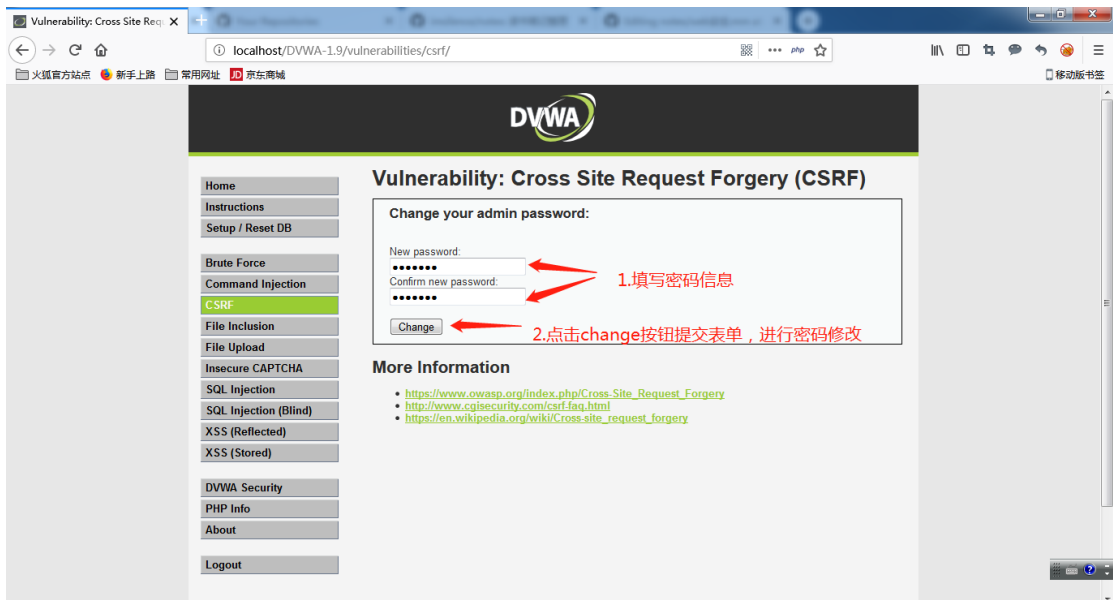 Vulnerability: Cross Site Requ
localhost/DVWA-1.9/vulnerabilities/csrf/
php
火狐官方站点 新手上路 常用网址 JD 京东商城 移动版书签
DVWA
Home
Instructions
Setup / Reset DB
Brute Force
Command Injection
CSRF
File Inclusion
File Upload
Insecure CAPTCHA
SQL Injection
SQL Injection (Blind)
XSS (Reflected)
XSS (Stored)
DVWA Security
PHP Info
About
Logout
Vulnerability: Cross Site Request Forgery (CSRF)
Change your admin password:
New password:
•••••••
1.填写密码信息
Confirm new password:
•••••••
Change
2.点击change按钮提交表单，进行密码修改
More Information
https://www.owasp.org/index.php/Cross-Site_Request_Forgery
http://www.cgisecurity.com/csrf-faq.html
https://en.wikipedia.org/wiki/Cross-site_request_forgery